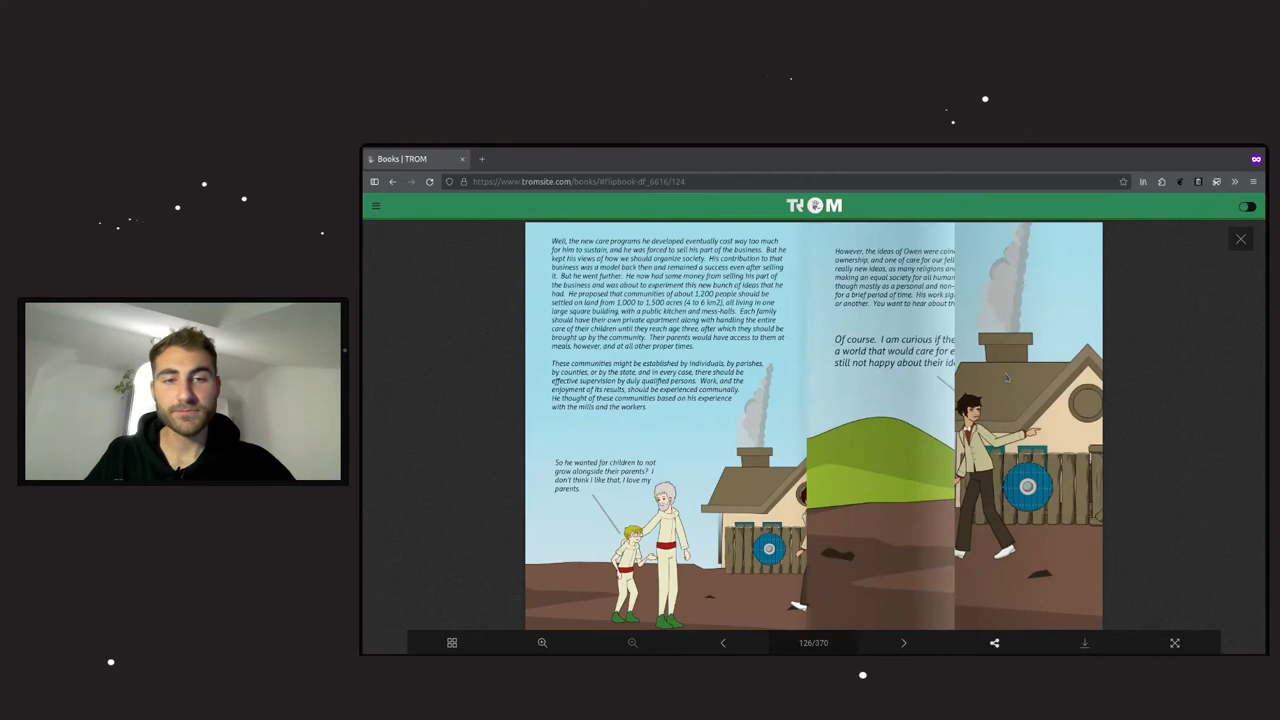 Books | TROM
https://www.tromsite.com/books/#flipbook-df_6616/124
TROM
Well, the new care programs he developed eventually cost way too much
for him to sustain, and he was forced to sell his part of the business. But he
kept his views of how we should organize society. His contribution to that
business was a model back then and remained a success even after selling
it. But he went further. He now had some money from selling his part of
the business and was about to experiment this new bunch of ideas that he
had. He proposed that communities of about 1,200 people should be
settled on land from 1,000 to 1,500 acres (4 to 6 km2), all living in one
large square building, with a public kitchen and mess-halls. Each family
should have their own private apartment along with handling the entire
care of their children until they reach age three, after which they should be
brought up by the community. Their parents would have access to them at
meals, however, and at all other proper times.
These communities might be established by individuals, by parishes,
by counties, or by the state, and in every case, there should be
effective supervision by duly qualified persons. Work, and the
enjoyment of its results, should be experienced communally.
He thought of these communities based on his experience
with the mills and the workers.
So he wanted for children to not
grow alongside their parents? I
don't think I like that, I love my
parents.
However, the ideas of Owen were coin
ownership, and one of care for our fell
really new ideas, as many religions an
making an equal society for all human
though mostly as a personal and non-
for a brief period of time. His work sig
or another. You want to hear about th
Of course. I am curious if the
a world that would care for e
still not happy about their ide
126/370